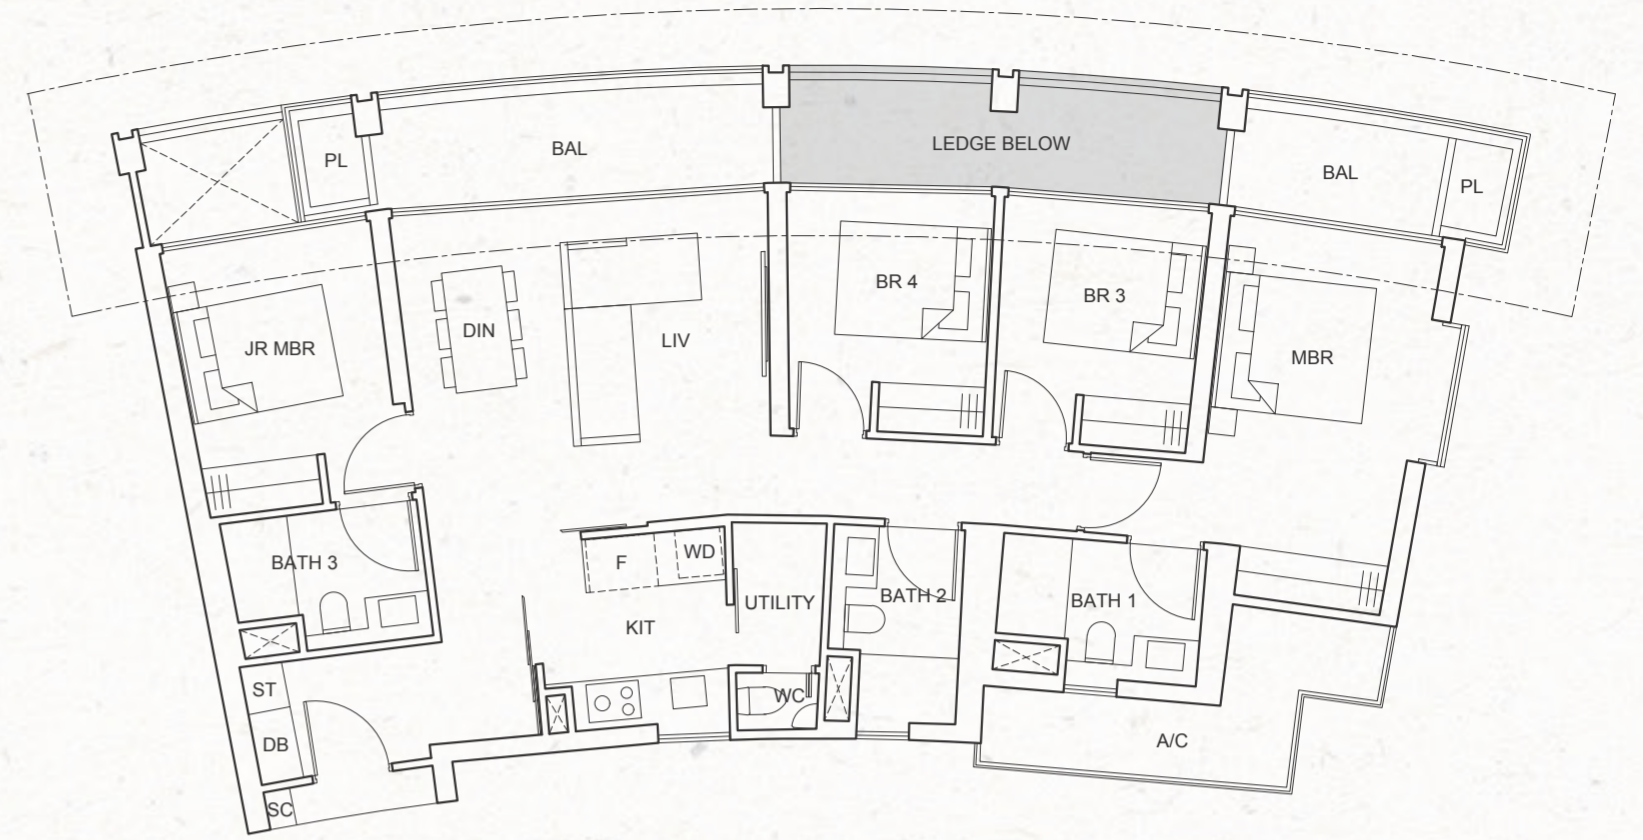 PL
BAL
LEDGE BELOW
BAL
PL
JR MBR
DIN
LIV
BR 4
BR 3
MBR
BATH 3
F
WD
UTILITY
BATH 2
BATH 1
KIT
ST
WC
DB
A/C
SC